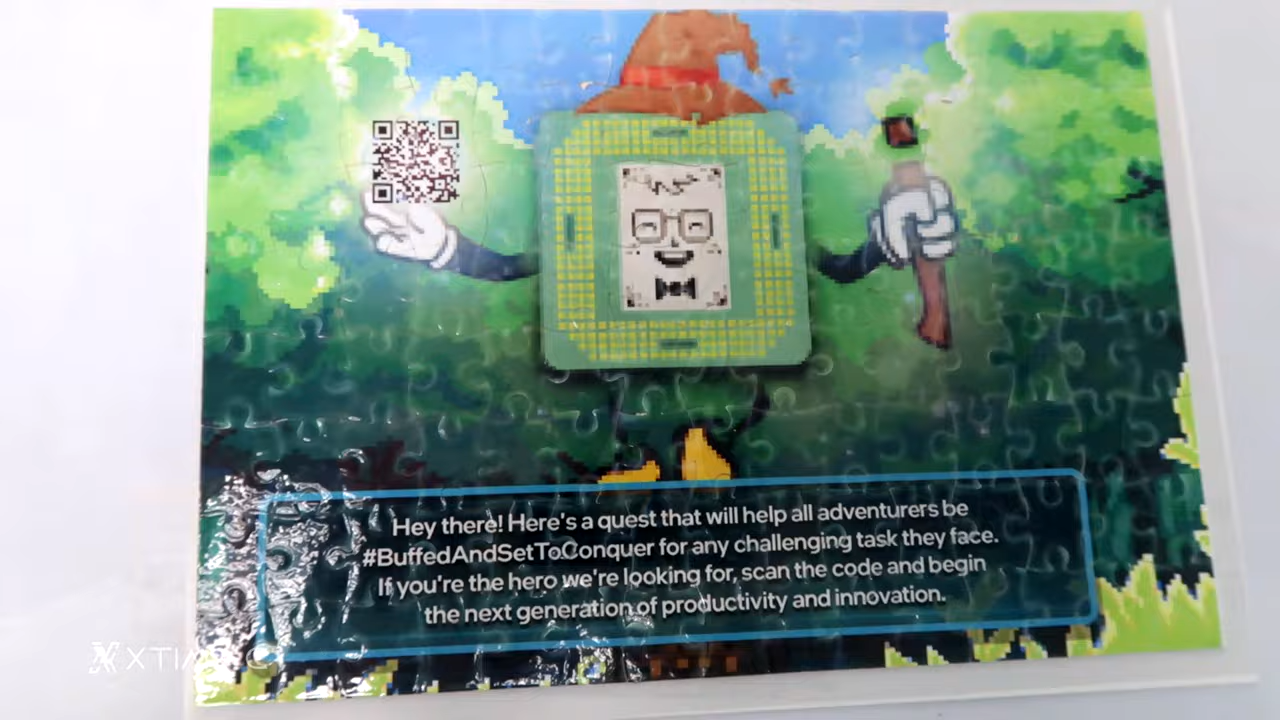 Hey there! Here's a quest that will help all adventurers be
#BuffedAndSetToConquer for any challenging task they face.
If you're the hero we're looking for, scan the code and begin
the next generation of productivity and innovation.